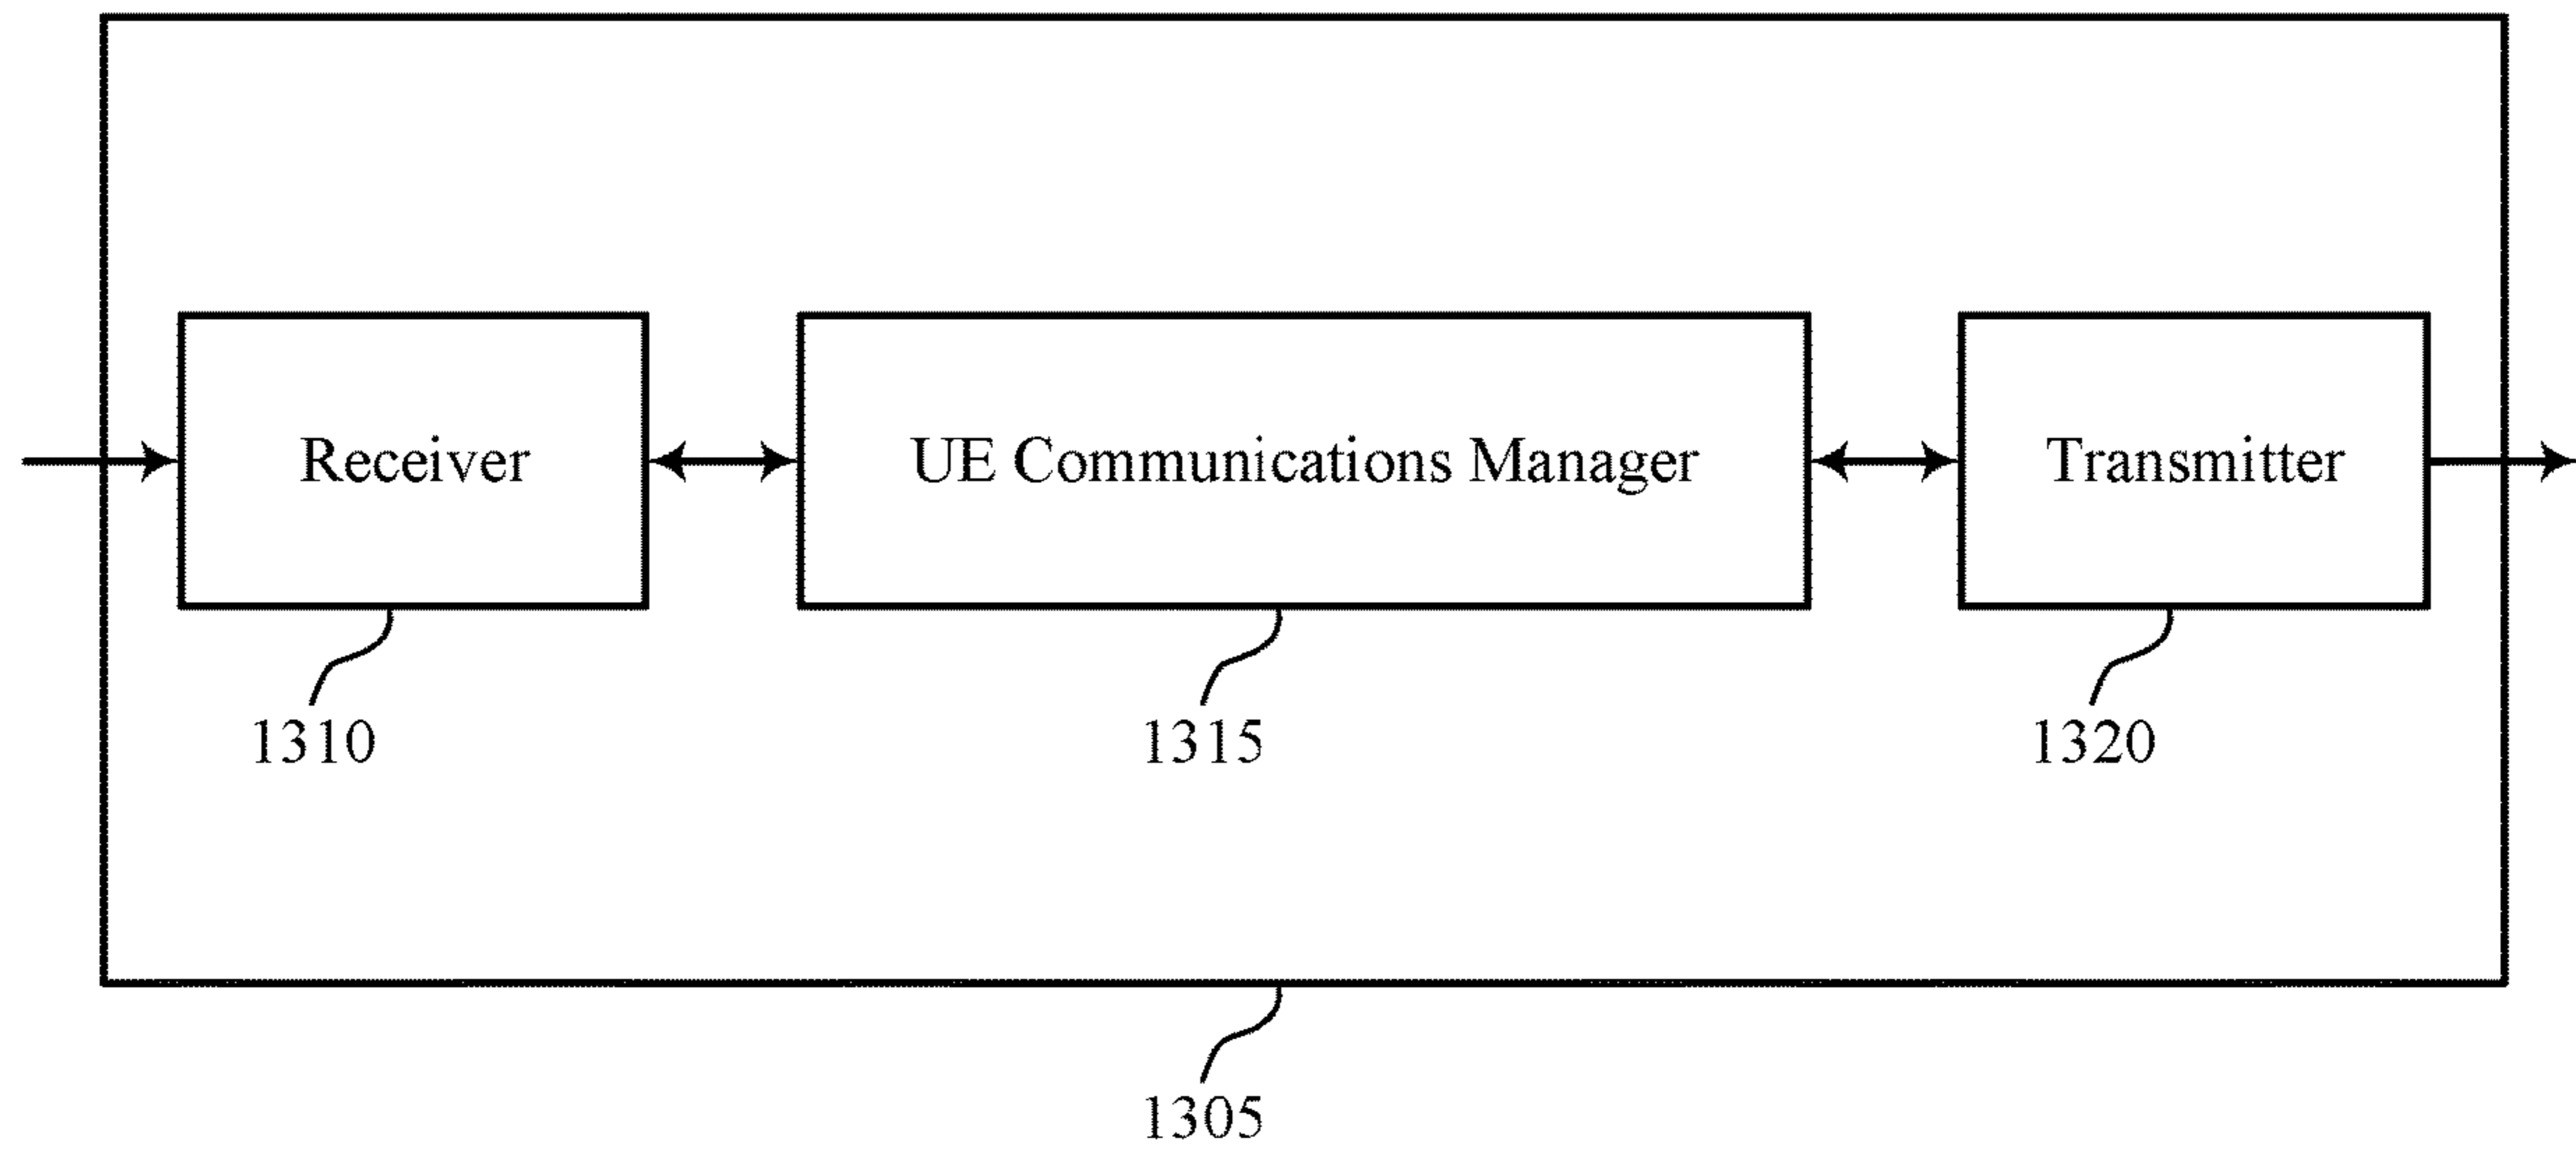 Receiver
UE Communications Manager
Transmitter
1310
1315
1320
1305